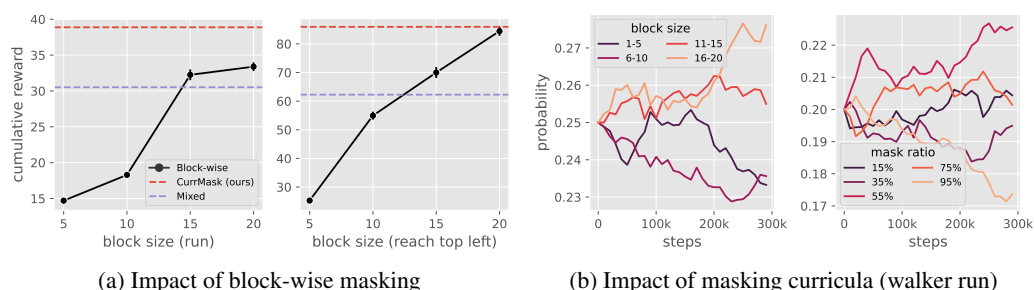 cumulative reward
40
35
30
25
20
15
5
10
15
20
block size (run)
Block-wise
CurrMask (ours)
Mixed
80
70
60
50
40
30
5
10
15
20
block size (reach top left)
(a) Impact of block-wise masking
probability
0.27
0.26
0.25
0.24
0.23
0
100k
200k
300k
steps
block size
1-5
6-10
11-15
16-20
0.22
0.21
0.20
0.19
0.18
0.17
0
100k
200k
300k
steps
mask ratio
15%
35%
55%
75%
95%
(b) Impact of masking curricula (walker run)